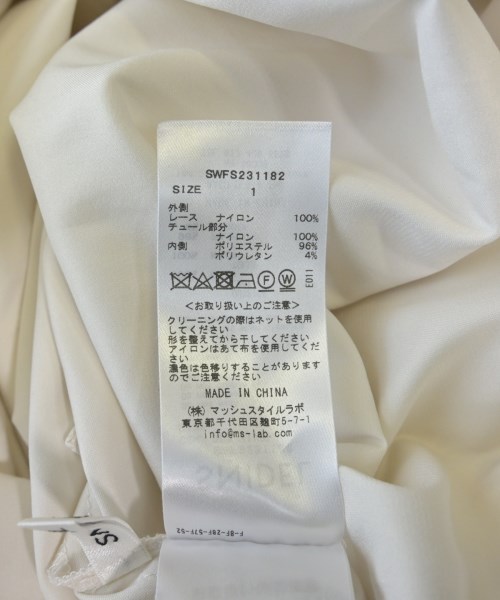 SWFS231182
SIZE 1
外側
レース ナイロン 100%
チュール部分
ナイロン 100%
内側 ポリエステル 96%
ポリウレタン 4%
F W
<お取り扱い上のご注意>
クリーニングの際はネットを使用
してください
形を整えてから干してください
アイロンはあて布を使用してくだ
さい
濃色は色移りすることがあります
のでご注意ください
MADE IN CHINA
(株) マッシュスタイルラボ
東京都千代田区麹町5-7-1
info@ms-lab.com
SNIDEL